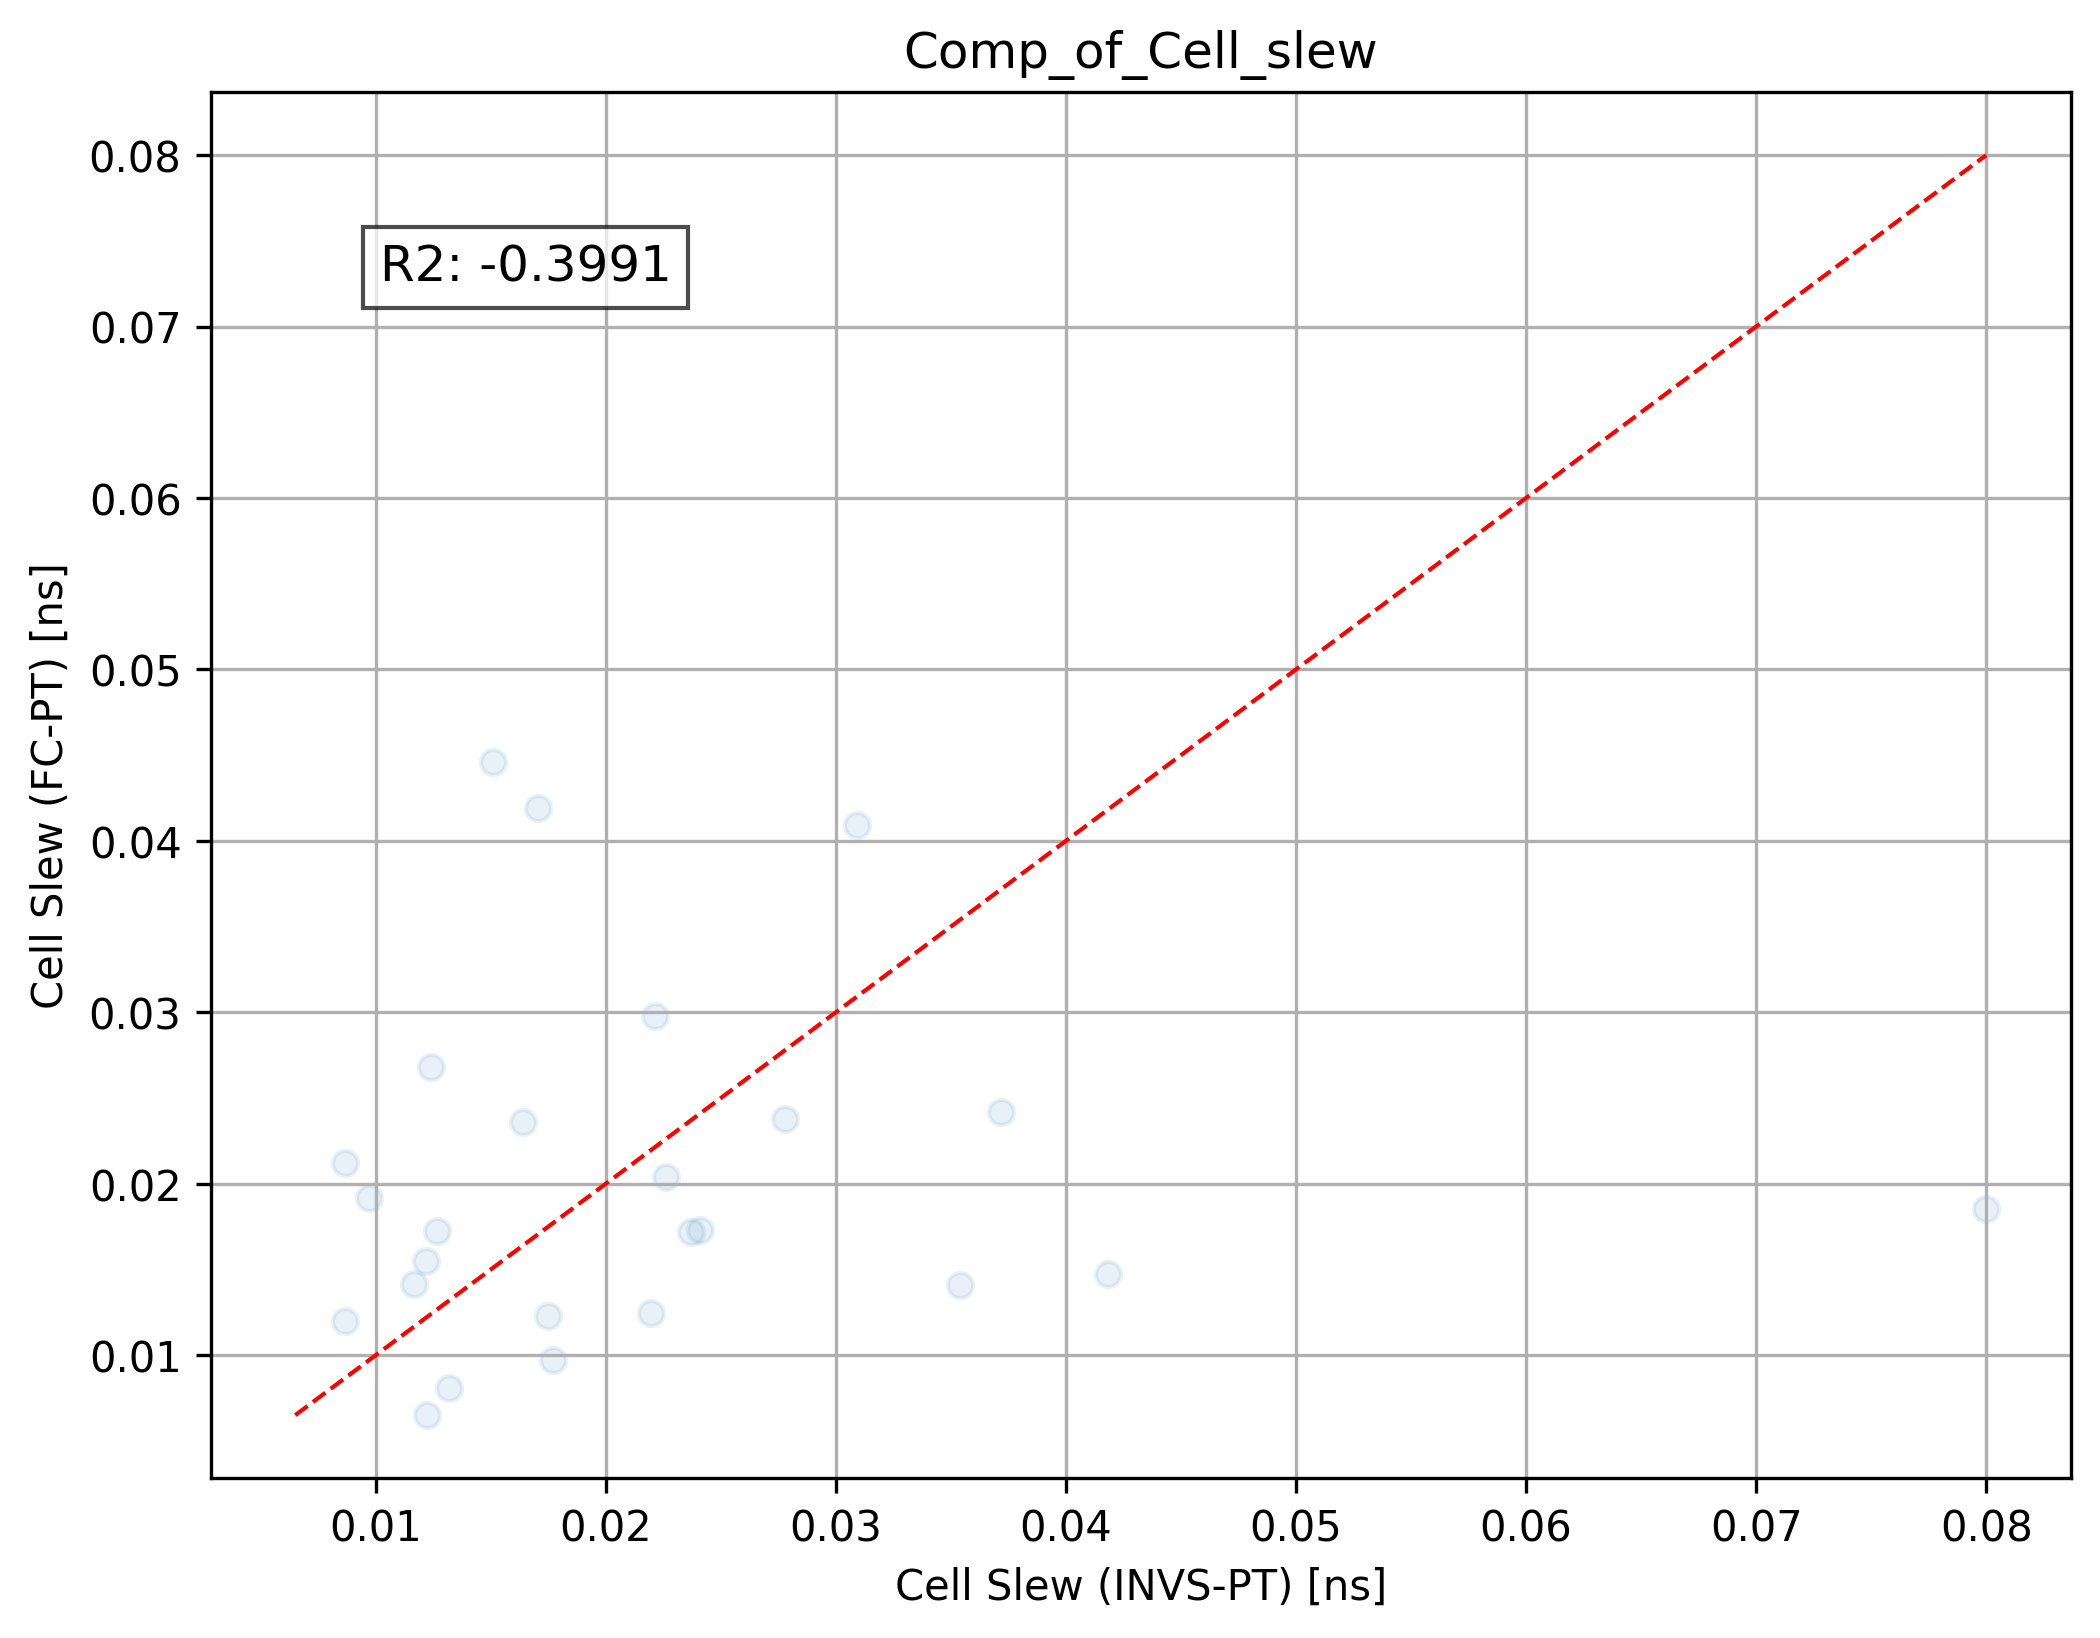 Comp_of_Cell_slew
R2: -0.3991
Cell Slew (FC-PT) [ns]
0.08
0.07
0.06
0.05
0.04
0.03
0.02
0.01
0.01 0.02 0.03 0.04 0.05 0.06 0.07 0.08
Cell Slew (INVS-PT) [ns]